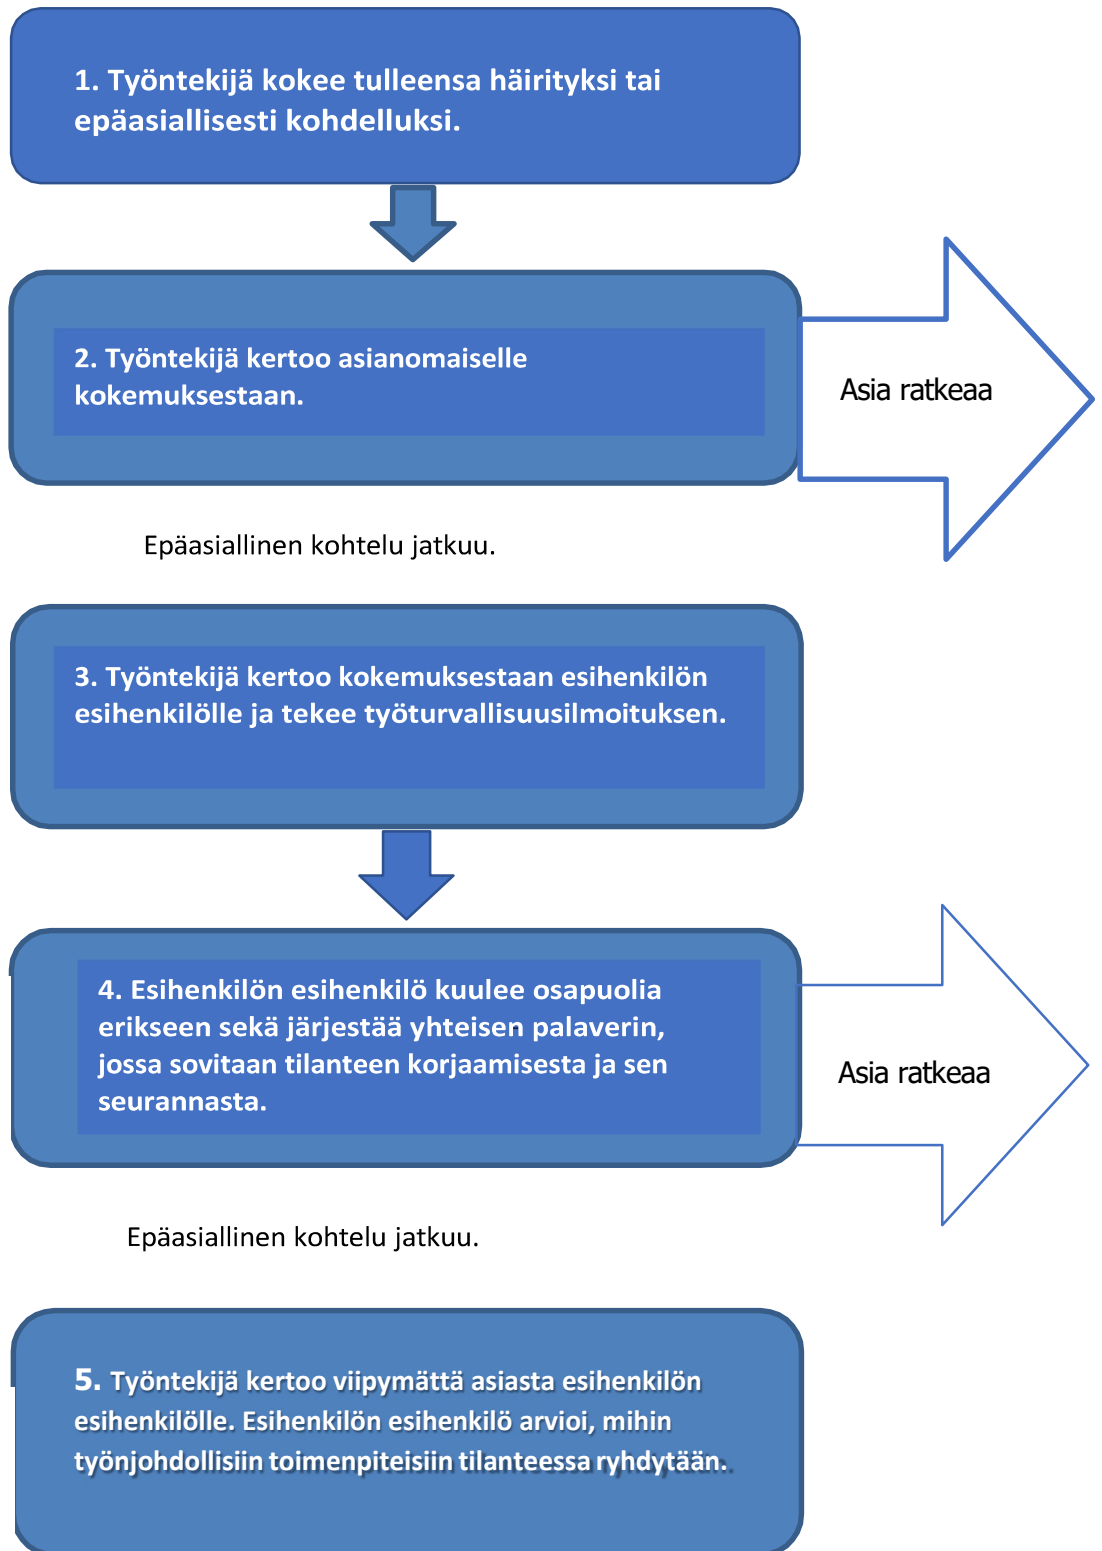 1. Työntekijä kokee tulleensa häirityksi tai
epäasiallisesti kohdelluksi.
2. Työntekijä kertoo asianomaiselle
kokemuksestaan.
Asia ratkeaa
Epäasiallinen kohtelu jatkuu.
3. Työntekijä kertoo kokemuksestaan esihenkilön
esihenkilölle ja tekee työturvallisuusilmoituksen.
4. Esihenkilön esihenkilö kuulee osapuolia
erikseen sekä järjestää yhteisen palaverin,
jossa sovitaan tilanteen korjaamisesta ja sen
seurannasta.
Asia ratkeaa
Epäasiallinen kohtelu jatkuu.
5. Työntekijä kertoo viipymättä asiasta esihenkilön
esihenkilölle. Esihenkilön esihenkilö arvioi, mihin
työnjohdollisiin toimenpiteisiin tilanteessa ryhdytään.